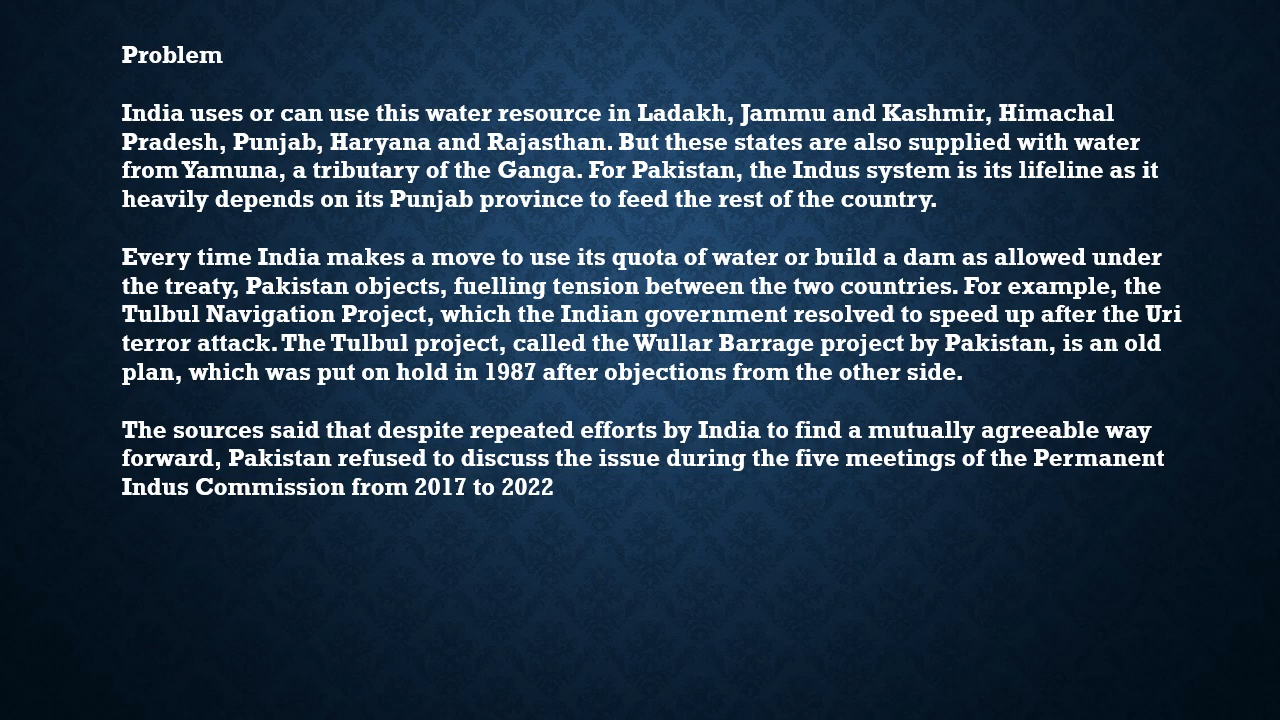 Problem
India uses or can use this water resource in Ladakh, Jammu and Kashmir, Himachal
Pradesh, Punjab, Haryana and Rajasthan. But these states are also supplied with water
from Yamuna, a tributary of the Ganga. For Pakistan, the Indus system is its lifeline as it
heavily depends on its Punjab province to feed the rest of the country.
Every time India makes a move to use its quota of water or build a dam as allowed under
the treaty, Pakistan objects, fuelling tension between the two countries. For example, the
Tulbul Navigation Project, which the Indian government resolved to speed up after the Uri
terror attack. The Tulbul project, called the Wullar Barrage project by Pakistan, is an old
plan, which was put on hold in 1987 after objections from the other side.
The sources said that despite repeated efforts by India to find a mutually agreeable way
forward, Pakistan refused to discuss the issue during the five meetings of the Permanent
Indus Commission from 2017 to 2022